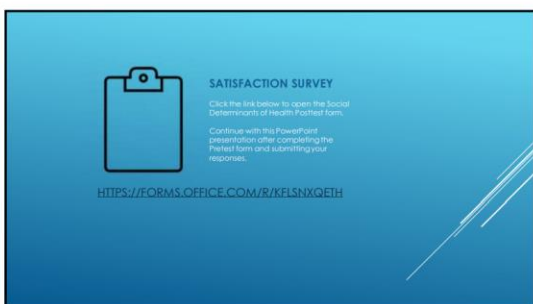 SATISFACTION SURVEY
Click the link below to open the Social
Determinants of Health Posttest form.
Continue with this PowerPoint
presentation after completing the
Pretest form and submitting your
responses.
HTTPS://FORMS.OFFICE.COM/R/KFLSNXQETH